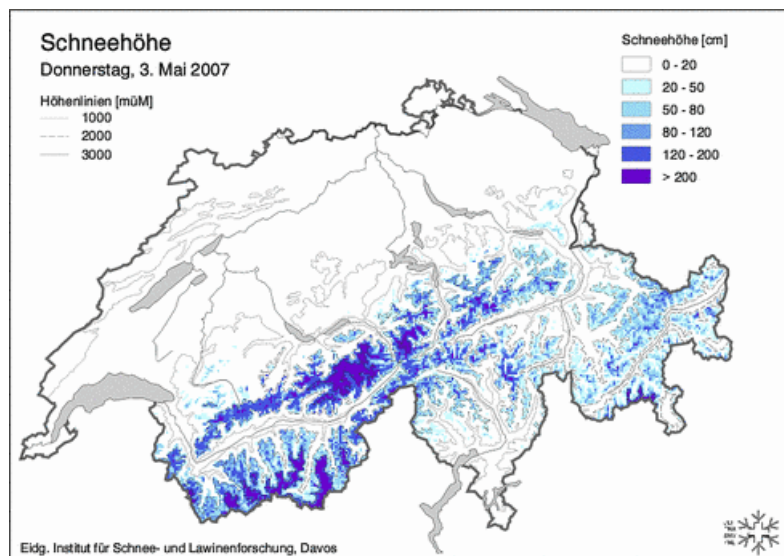 Schneehöhe
Donnerstag, 3. Mai 2007
Höhenlinien [müM]
1000
2000
3000
Schneehöhe [cm]
0 - 20
20 - 50
50 - 80
80 - 120
120 - 200
> 200
Eidg. Institut für Schnee- und Lawinenforschung, Davos